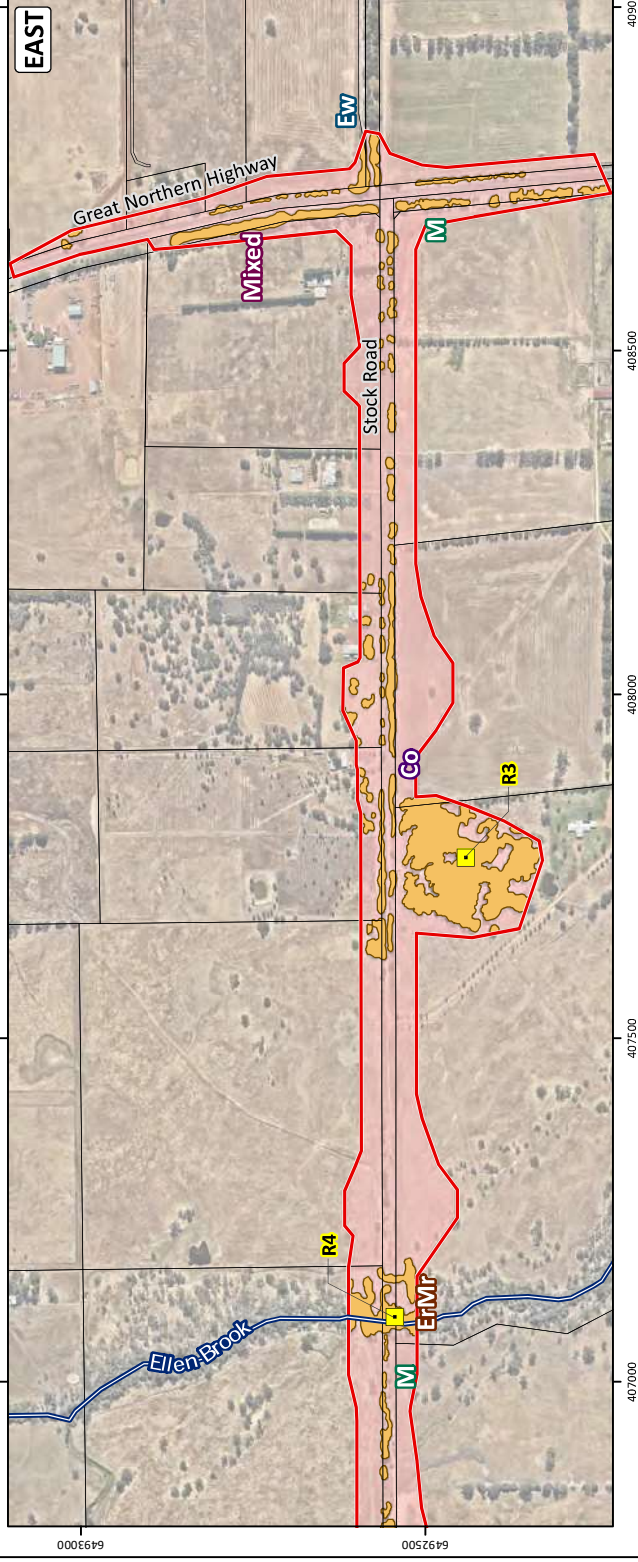 EAST
Great Northern Highway
Ew
Mixed
M
Stock Road
Co
R3
R4
ErMr
M
Ellen Brook
4090
408500
408000
407500
407000
6493000
6492500